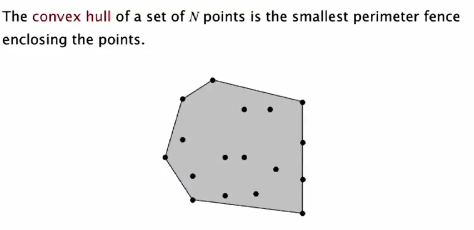 The convex hull of a set of N points is the smallest perimeter fence
enclosing the points.